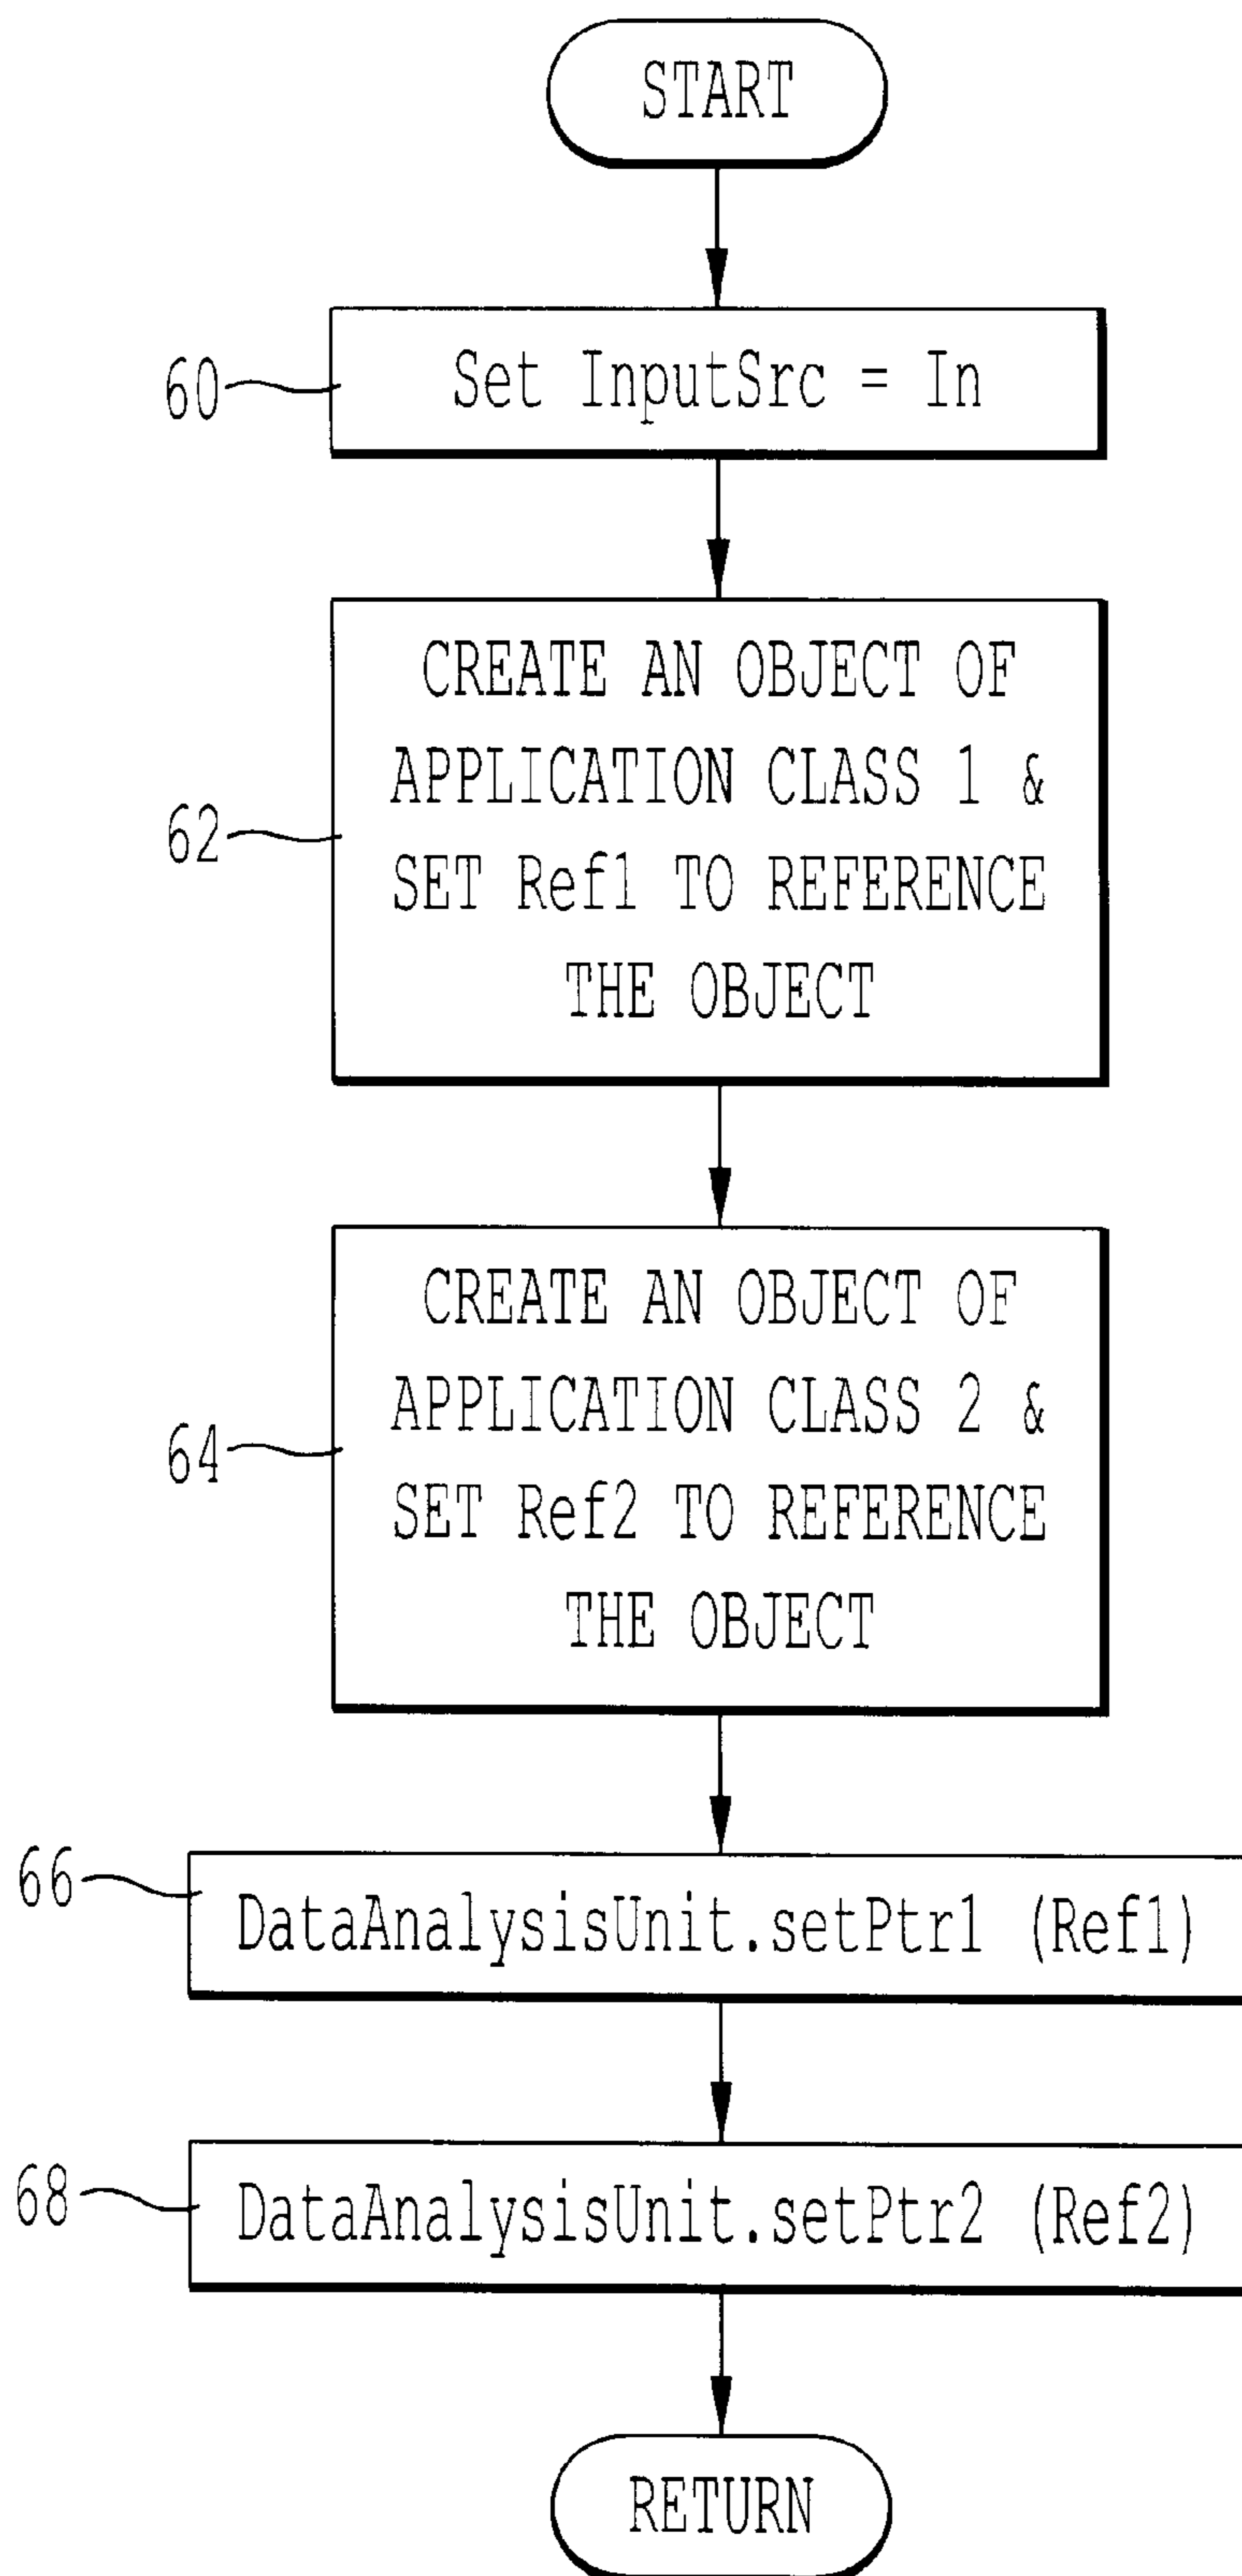 START
60
Set InputSrc = In
62
CREATE AN OBJECT OF
APPLICATION CLASS 1 &
SET Ref1 TO REFERENCE
THE OBJECT
64
CREATE AN OBJECT OF
APPLICATION CLASS 2 &
SET Ref2 TO REFERENCE
THE OBJECT
66
DataAnalysisUnit.setPtr1 (Ref1)
68
DataAnalysisUnit.setPtr2 (Ref2)
RETURN